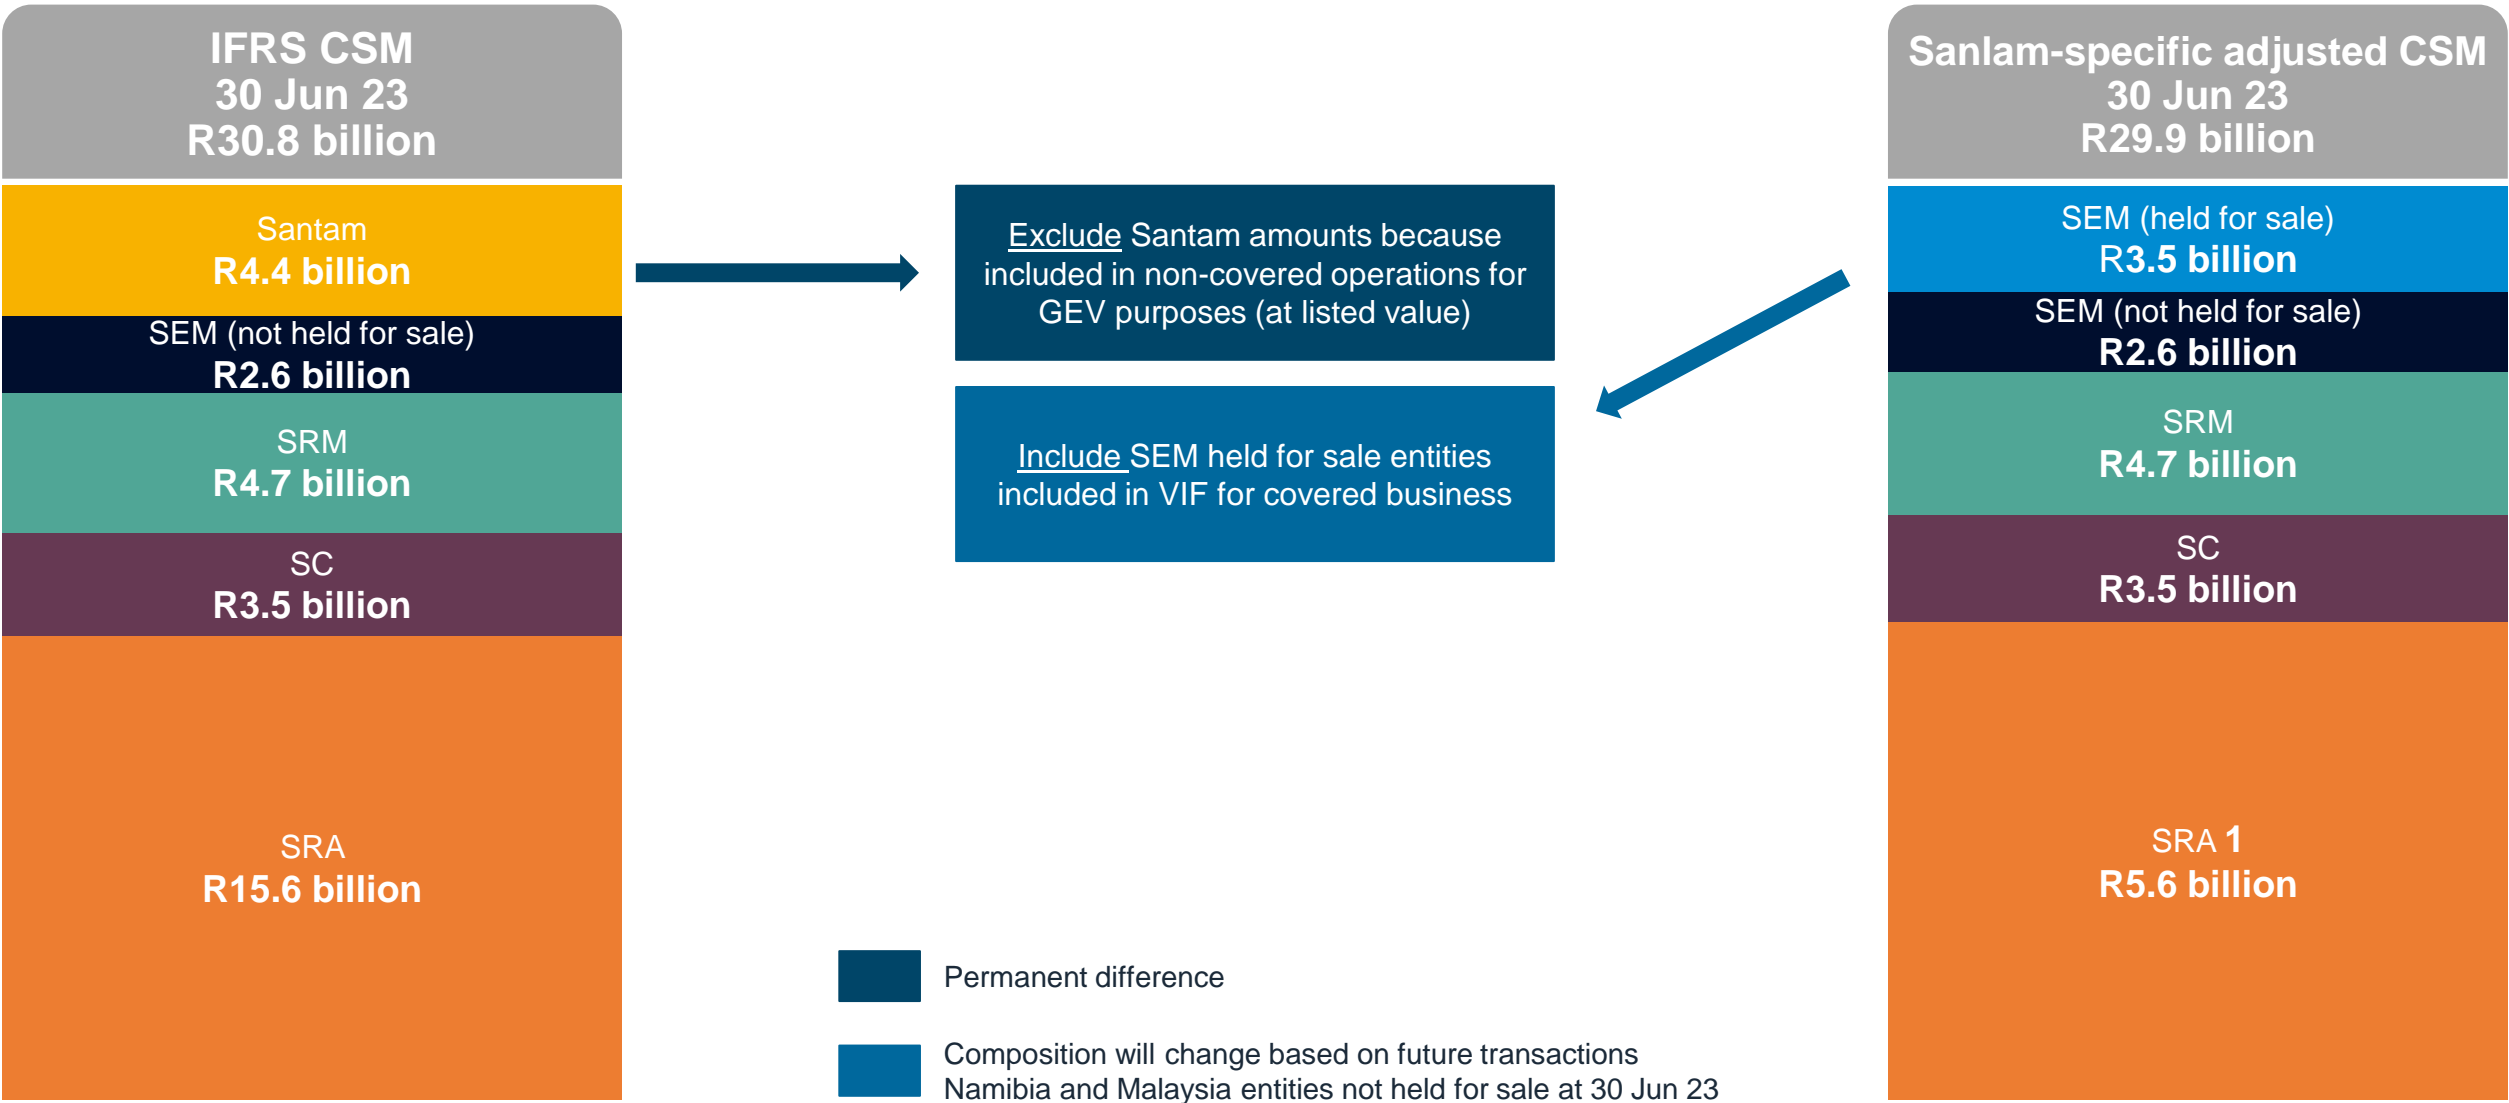 IFRS CSM
30 Jun 23
R30.8 billion
Santam
R4.4 billion
SEM (not held for sale)
R2.6 billion
SRM
R4.7 billion
SC
R3.5 billion
SRA
R15.6 billion
Exclude Santam amounts because
included in non-covered operations for
GEV purposes (at listed value)
Include SEM held for sale entities
included in VIF for covered business
Permanent difference
Composition will change based on future transactions
Namibia and Malaysia entities not held for sale at 30 Jun 23
Sanlam-specific adjusted CSM
30 Jun 23
R29.9 billion
SEM (held for sale)
R3.5 billion
SEM (not held for sale)
R2.6 billion
SRM
R4.7 billion
SC
R3.5 billion
SRA 1
R5.6 billion